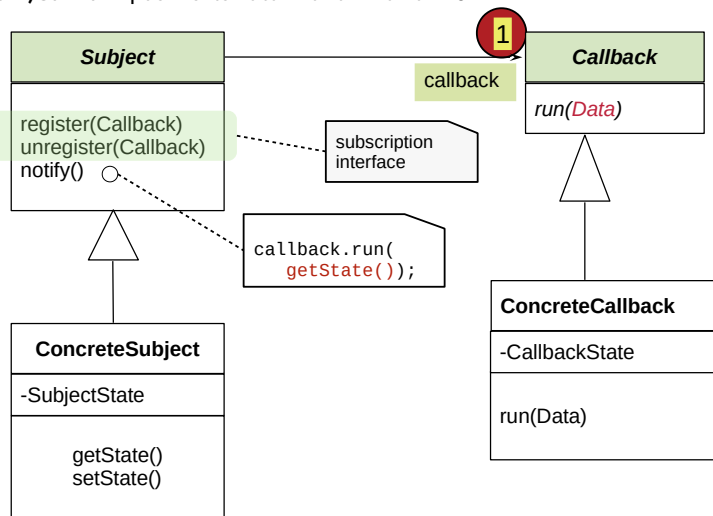 1
Subject
Callback
callback
run(Data)
register(Callback)
unregister(Callback)
notify()
subscription
interface
callback.run(
getState());
ConcreteCallback
-CallbackState
run(Data)
ConcreteSubject
-SubjectState
getState()
setState()